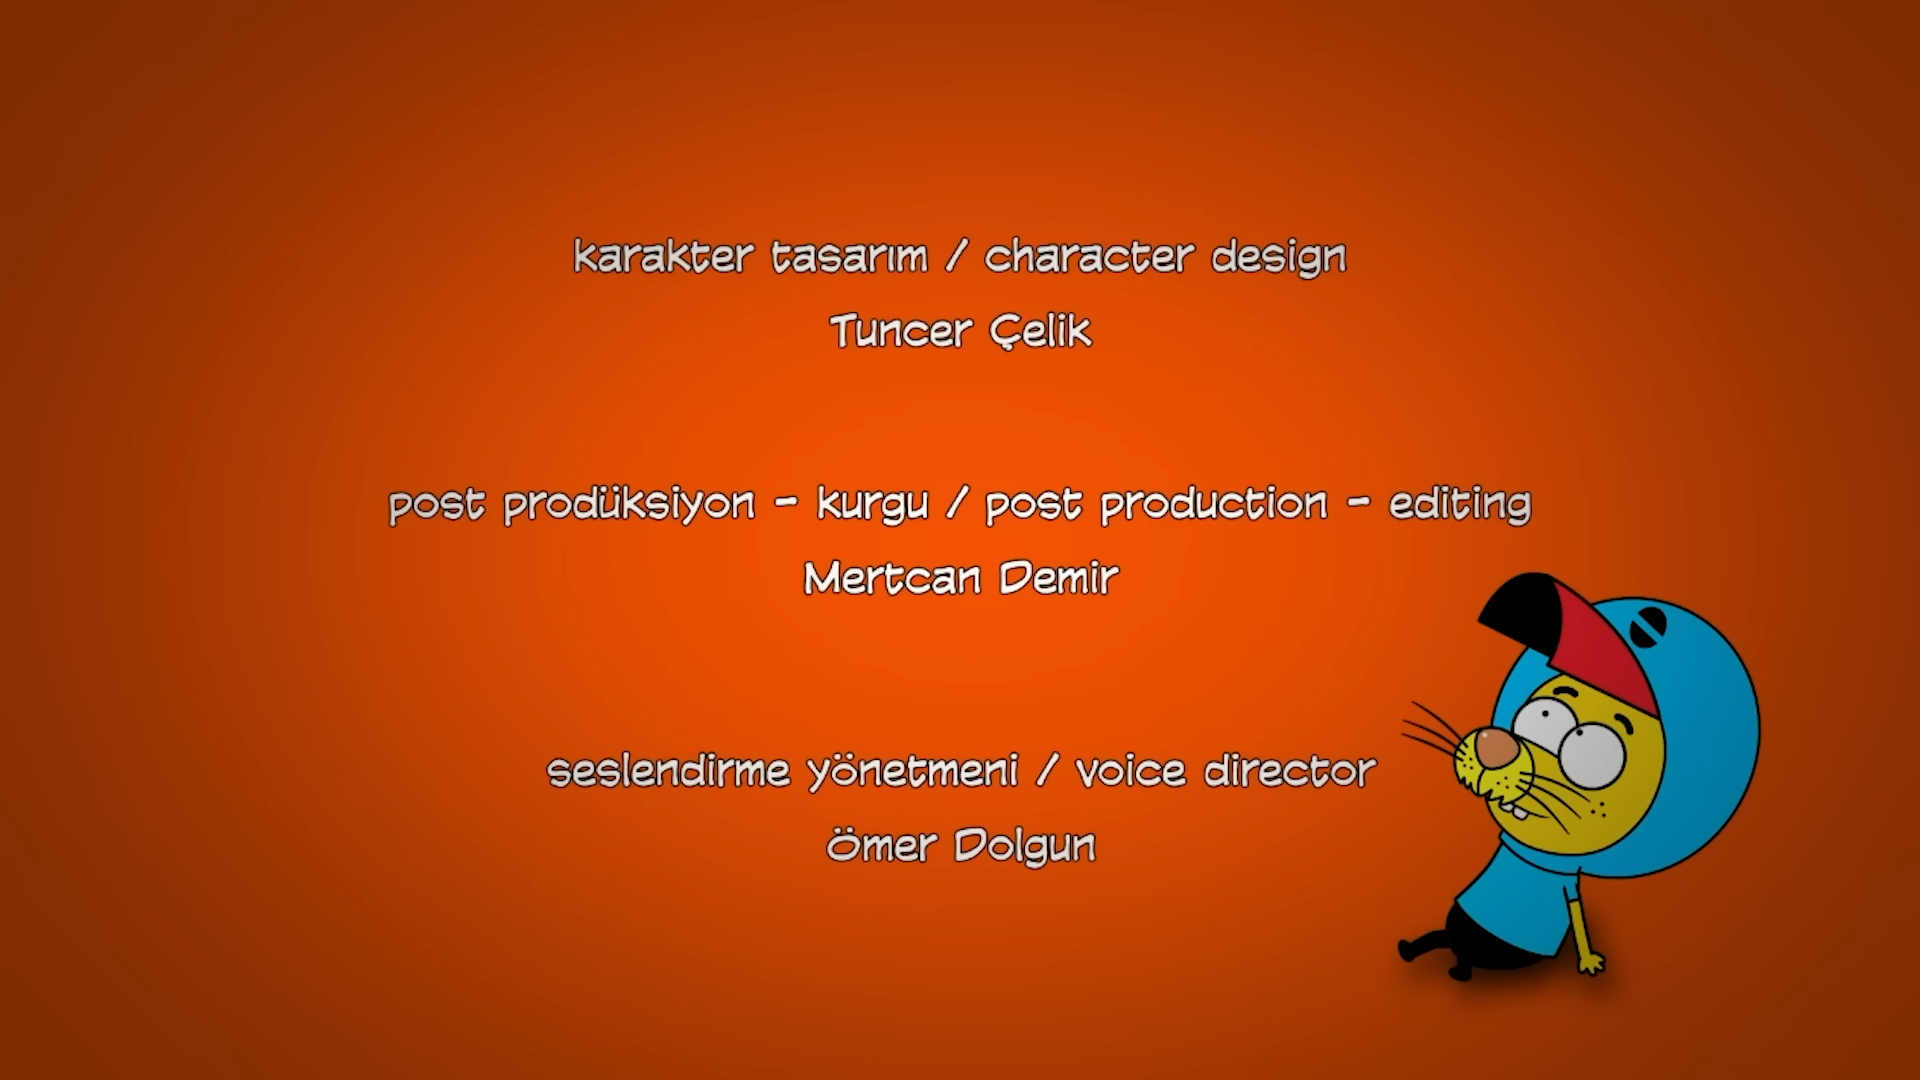 karakter tasarım / character design
Tuncer Çelik
post prodüksiyon - kurgu / post production - editing
Mertcan Demir
seslendirme yönetmeni / voice director
Ömer Dolgun